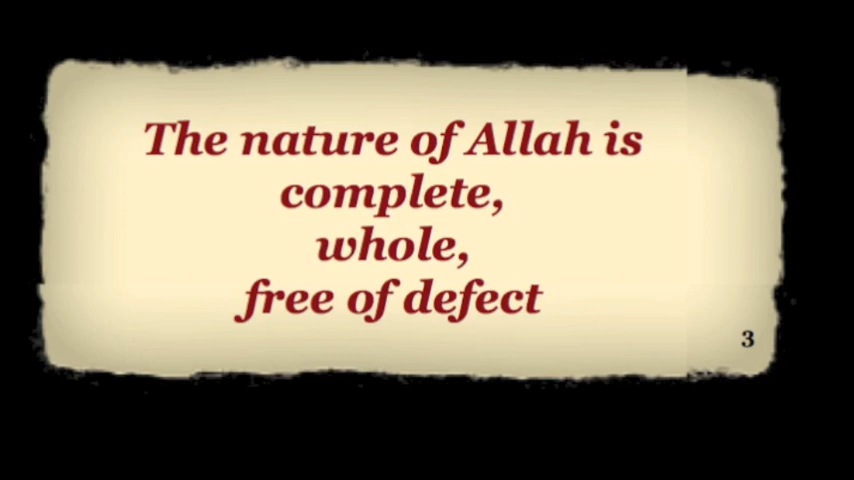 The nature of Allah is
complete,
whole,
free of defect
3